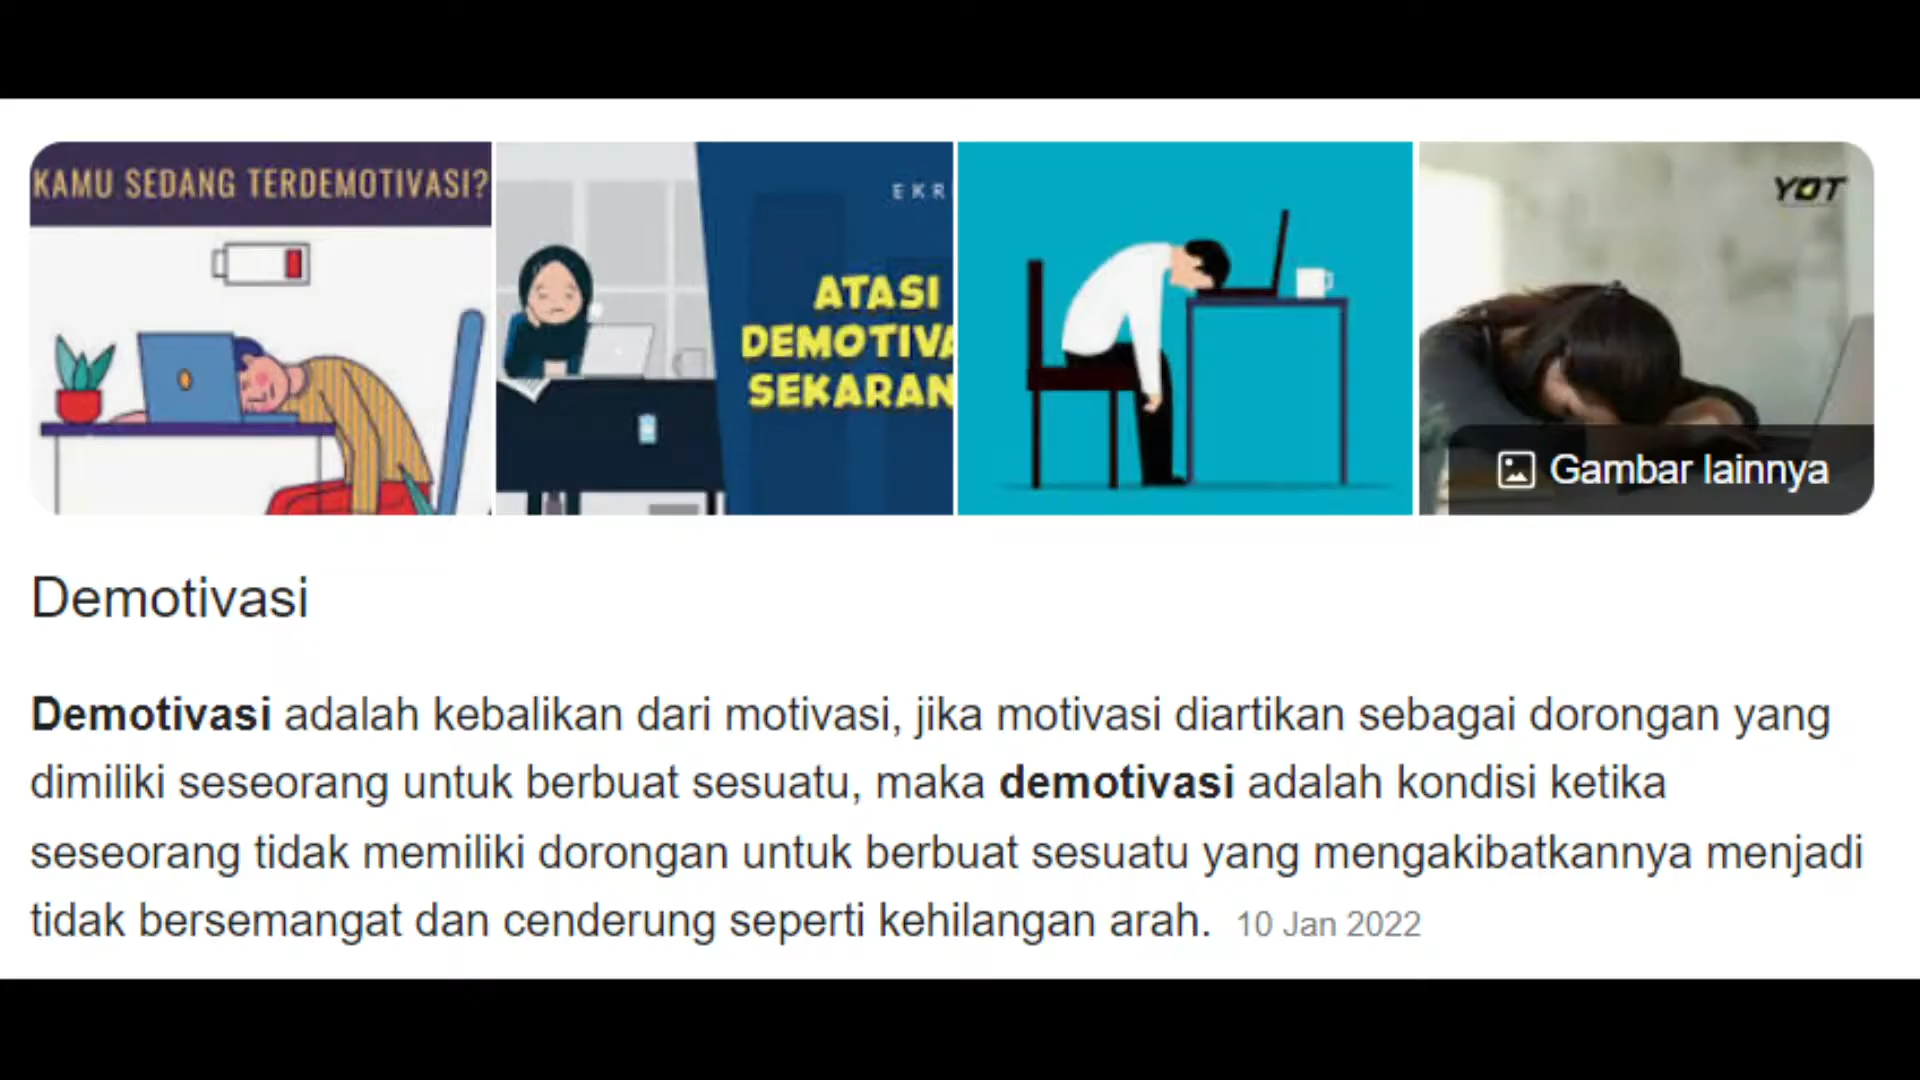 KAMU SEDANG TERDEMOTIVASI?
EKR
ATASI
DEMOTIVA
SEKARAN
YOT
Gambar lainnya
Demotivasi
Demotivasi adalah kebalikan dari motivasi, jika motivasi diartikan sebagai dorongan yang
dimiliki seseorang untuk berbuat sesuatu, maka demotivasi adalah kondisi ketika
seseorang tidak memiliki dorongan untuk berbuat sesuatu yang mengakibatkannya menjadi
tidak bersemangat dan cenderung seperti kehilangan arah. 10 Jan 2022